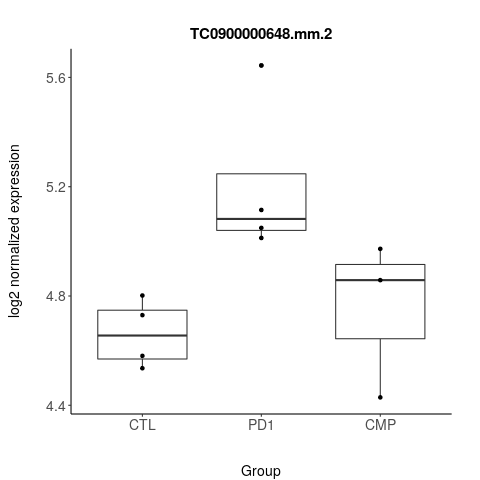 TC0900000648.mm.2
log2 normalized expression
5.6
5.2
4.8
4.4
CTL PD1 CMP
Group